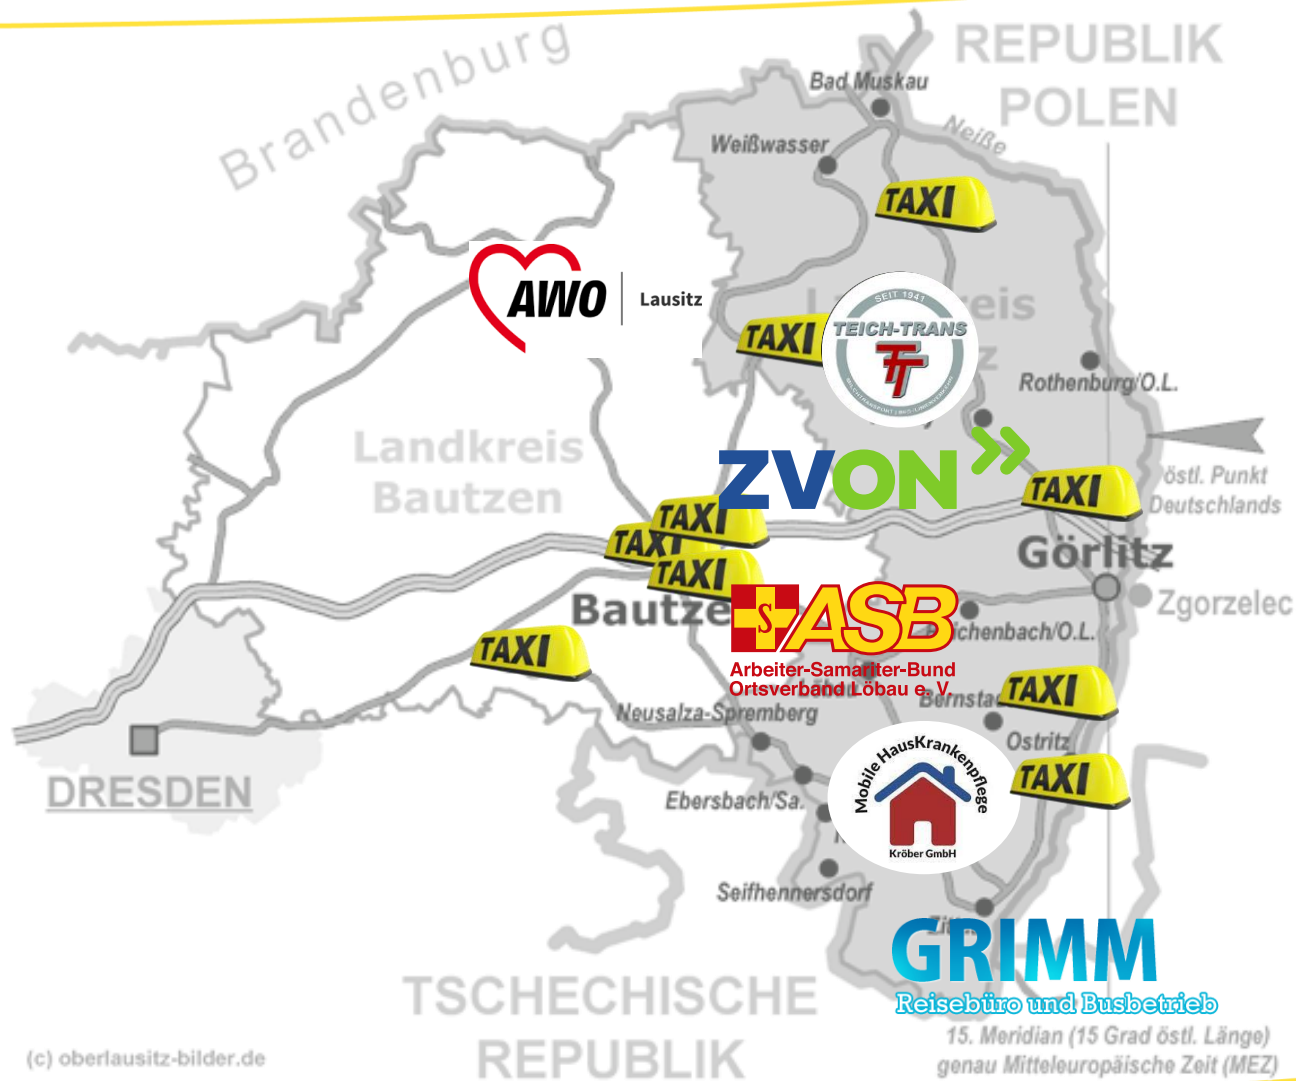 Brandenburg
REPUBLIK
POLEN
Bad Muskau
Neiße
Weißwasser
TAXI
AWO
Lausitz
SEIT 1941
TEICH-TRANS
TT
TAXI
Rothenburg/O.L.
Landkreis
Bautzen
ZVON
TAXI
östl. Punkt
Deutschlands
TAXI
TAXI
TAXI
Görlitz
Bautze
Zgorzelec
ASB
S
Arbeiter-Samariter-Bund
Ortsverband Löbau e. V.
TAXI
TAXI
Neusalza-Spremberg
Ostritz
DRESDEN
Mobile HausKrankenpflege
Kröber GmbH
TAXI
Ebersbach/Sa.
Seifhennersdorf
GRIMM
Reisebüro und Busbetrieb
TSCHECHISCHE
REPUBLIK
15. Meridian (15 Grad östl. Länge)
genau Mitteleuropäische Zeit (MEZ)
(c) oberlausitz-bilder.de